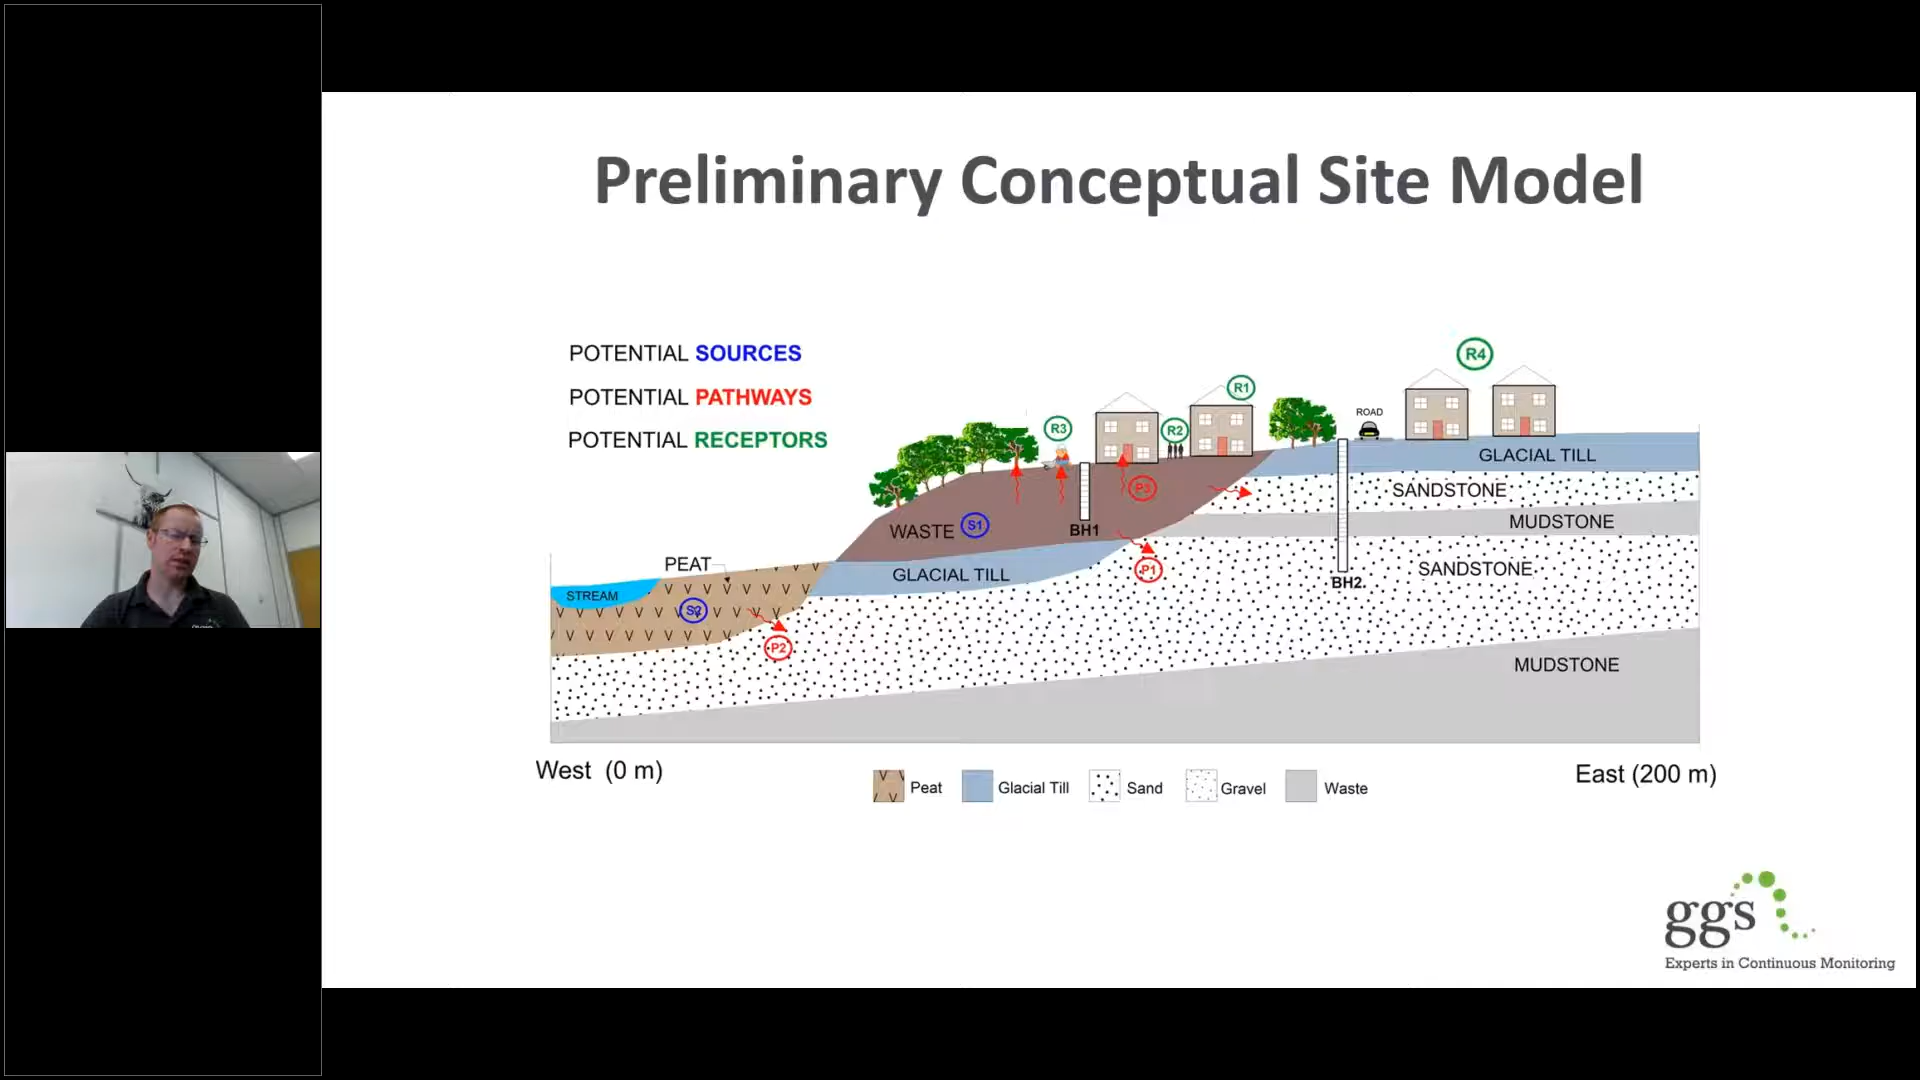 Preliminary Conceptual Site Model
POTENTIAL SOURCES
POTENTIAL PATHWAYS
POTENTIAL RECEPTORS
R4
R1
R3
R2
ROAD
GLACIAL TILL
P3
SANDSTONE
WASTE S1
BH1
MUDSTONE
PEAT
GLACIAL TILL
P1
SANDSTONE
BH2
STREAM
S2
P2
MUDSTONE
West (0 m)
East (200 m)
Peat
Glacial Till
Sand
Gravel
Waste
ggs
Experts in Continuous Monitoring